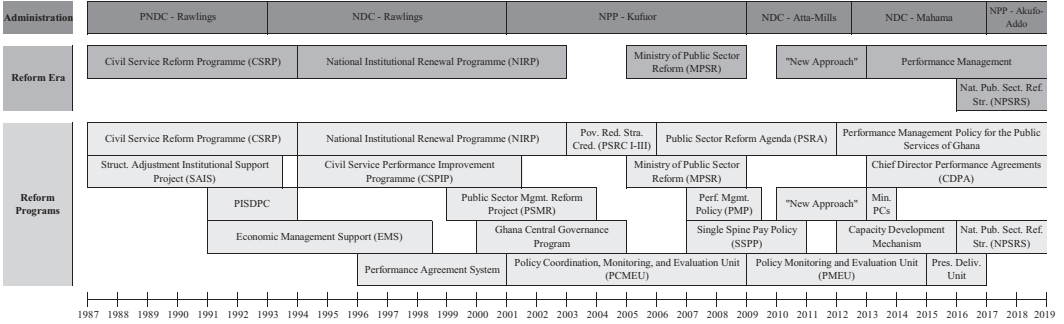 Administration
PNDC - Rawlings
NDC - Rawlings
NPP - Kufuor
NDC - Atta-Mills
NDC - Mahama
NPP - Akufo-
Addo
Reform Era
Civil Service Reform Programme (CSRP)
National Institutional Renewal Programme (NIRP)
Ministry of Public Sector
Reform (MPSR)
"New Approach"
Performance Management
Nat. Pub. Sect. Ref.
Str. (NPSRS)
Reform
Programs
Civil Service Reform Programme (CSRP)
National Institutional Renewal Programme (NIRP)
Pov. Red. Stra.
Cred. (PSRC I-III)
Public Sector Reform Agenda (PSRA)
Performance Management Policy for the Public
Services of Ghana
Struct. Adjustment Institutional Support
Project (SAIS)
Civil Service Performance Improvement
Programme (CSPIP)
Ministry of Public Sector
Reform (MPSR)
Chief Director Performance Agreements
(CDPA)
PISDPC
Public Sector Mgmt. Reform
Project (PSMR)
Perf. Mgmt.
Policy (PMP)
"New Approach"
Min.
PCs
Economic Management Support (EMS)
Ghana Central Governance
Program
Single Spine Pay Policy
(SSPP)
Capacity Development
Mechanism
Nat. Pub. Sect. Ref.
Str. (NPSRS)
Performance Agreement System
Policy Coordination, Monitoring, and Evaluation Unit
(PCMEU)
Policy Monitoring and Evaluation Unit
(PMEU)
Pres. Deliv.
Unit
1987 1988 1989 1990 1991 1992 1993 1994 1995 1996 1997 1998 1999 2000 2001 2002 2003 2004 2005 2006 2007 2008 2009 2010 2011 2012 2013 2014 2015 2016 2017 2018 2019